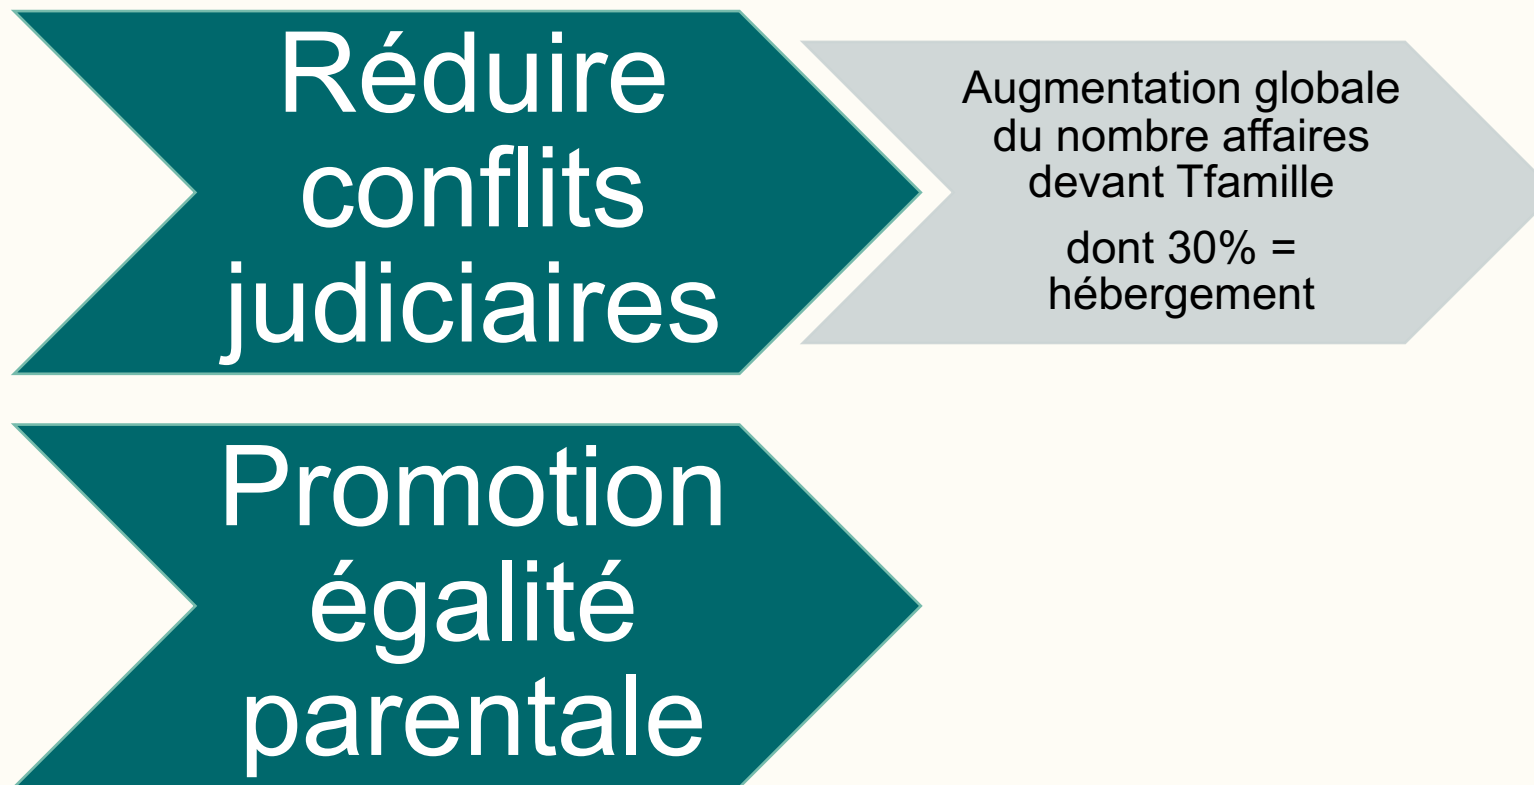 Réduire
conflits
judiciaires
Augmentation globale
du nombre affaires
devant Tfamille
dont 30% =
hébergement
Promotion
égalité
parentale